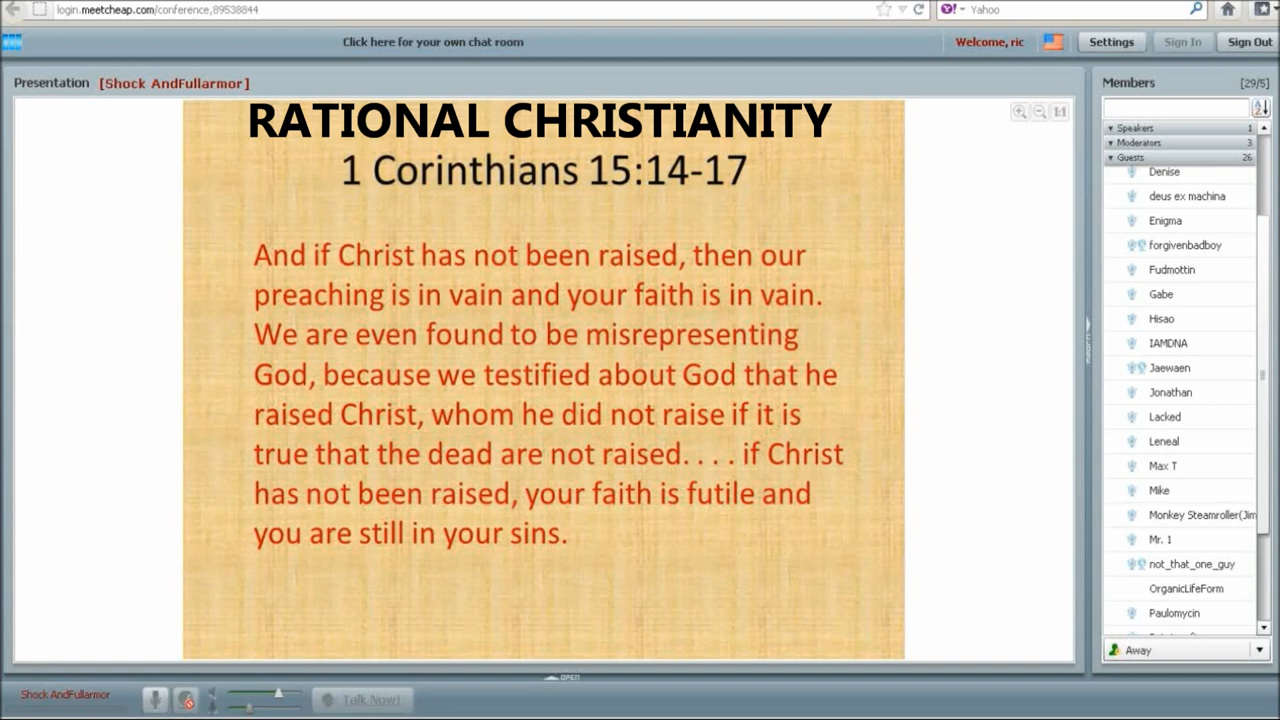 login.meetcheap.com/conference,89538844
Yahoo
Click here for your own chat room
Welcome, ric
Settings
Sign In
Sign Out
Presentation [Shock AndFullarmor]
Members [29/5]
RATIONAL CHRISTIANITY
1 Corinthians 15:14-17
And if Christ has not been raised, then our
preaching is in vain and your faith is in vain.
We are even found to be misrepresenting
God, because we testified about God that he
raised Christ, whom he did not raise if it is
true that the dead are not raised. . . . if Christ
has not been raised, your faith is futile and
you are still in your sins.
1:1
Speakers 1
Moderators 3
Guests 26
Denise
deus ex machina
Enigma
forgivenbadboy
Fudmottin
Gabe
Hisao
IAMDNA
Jaewaen
Jonathan
Lacked
Leneal
Max T
Mike
Monkey Steamroller(Jim
Mr. 1
not_that_one_guy
OrganicLifeForm
Paulomycin
Away
OPEN
Shock AndFullarmor
Talk Now!